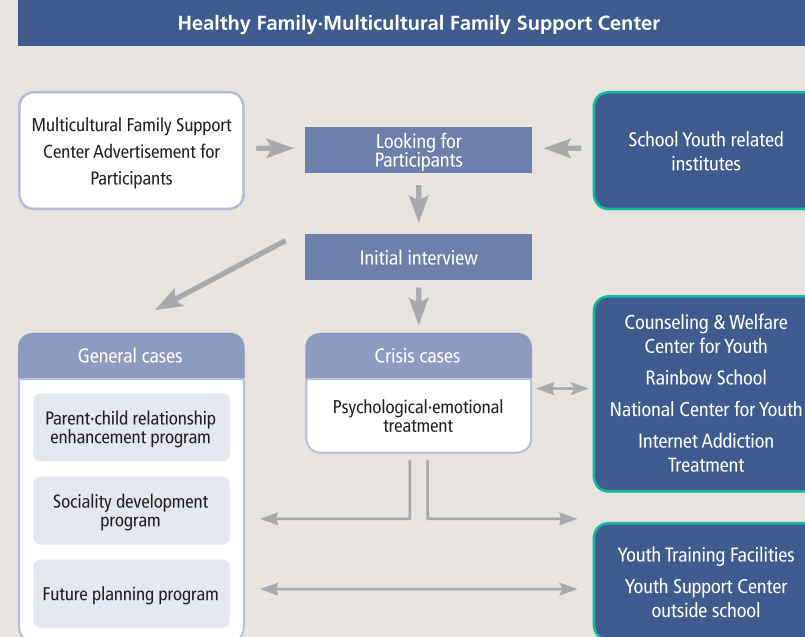 Healthy Family·Multicultural Family Support Center
Multicultural Family Support
Center Advertisement for
Participants
Looking for
Participants
School Youth related
institutes
Initial interview
General cases
Parent·child relationship
enhancement program
Sociality development
program
Future planning program
Crisis cases
Psychological·emotional
treatment
Counseling & Welfare
Center for Youth
Rainbow School
National Center for Youth
Internet Addiction
Treatment
Youth Training Facilities
Youth Support Center
outside school